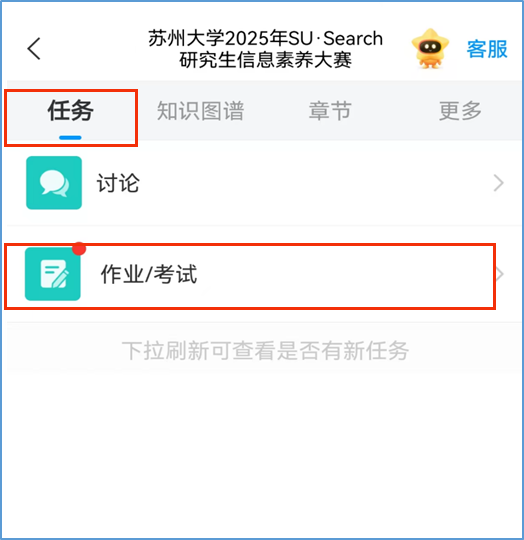 苏州大学2025年SU·Search
研究生信息素养大赛
客服
任务
知识图谱
章节
更多
讨论
作业/考试
下拉刷新可查看是否有新任务